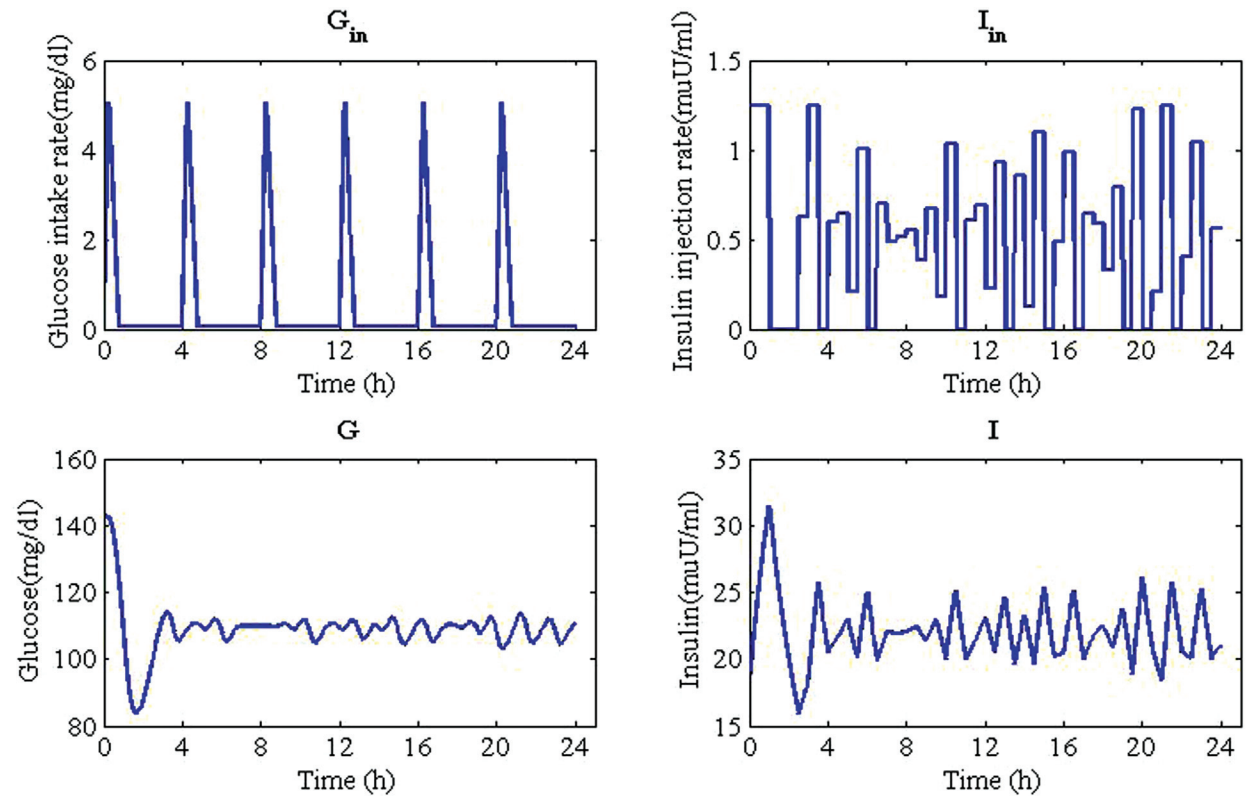 G_in
Glucose intake rate(mg/dl)
6
4
2
0
0 4 8 12 16 20 24
Time (h)
I_in
Insulin injection rate(muU/ml)
1.5
1
0.5
0
0 4 8 12 16 20 24
Time (h)
G
Glucose(mg/dl)
160
140
120
100
80
0 4 8 12 16 20 24
Time (h)
I
Insulin(muU/ml)
35
30
25
20
15
0 4 8 12 16 20 24
Time (h)